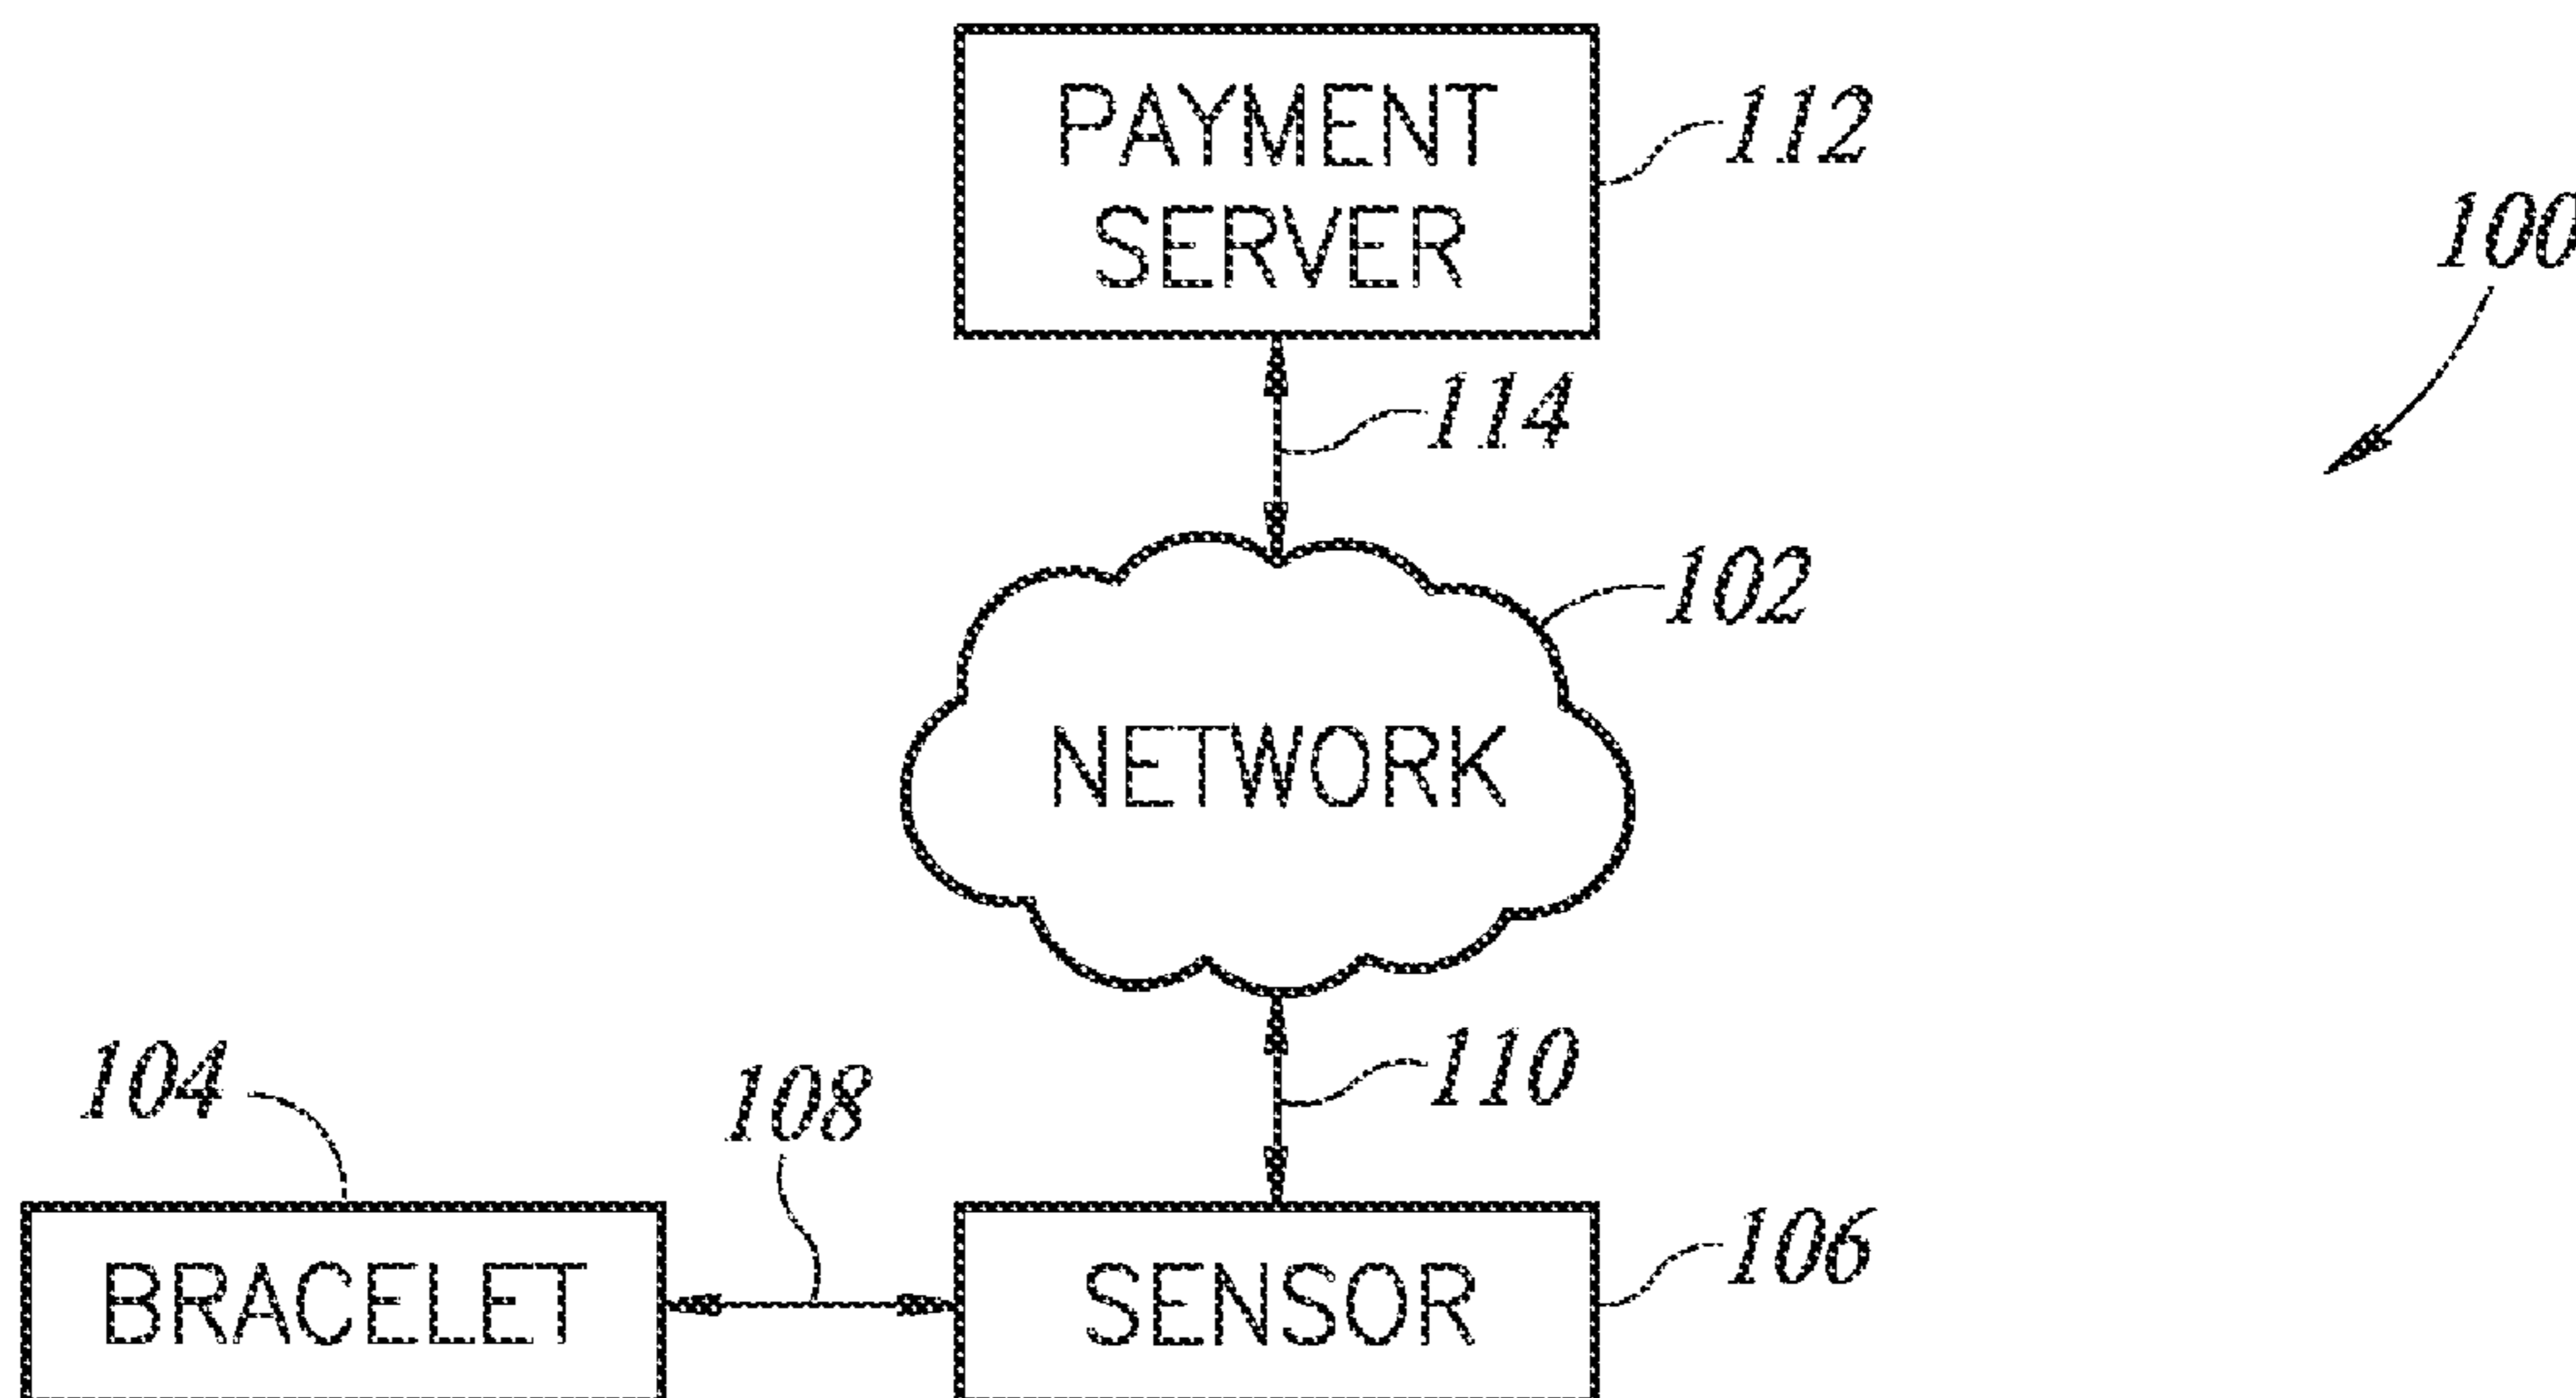 PAYMENT
SERVER
112
100
114
102
NETWORK
104
108
110
BRACELET
SENSOR
106